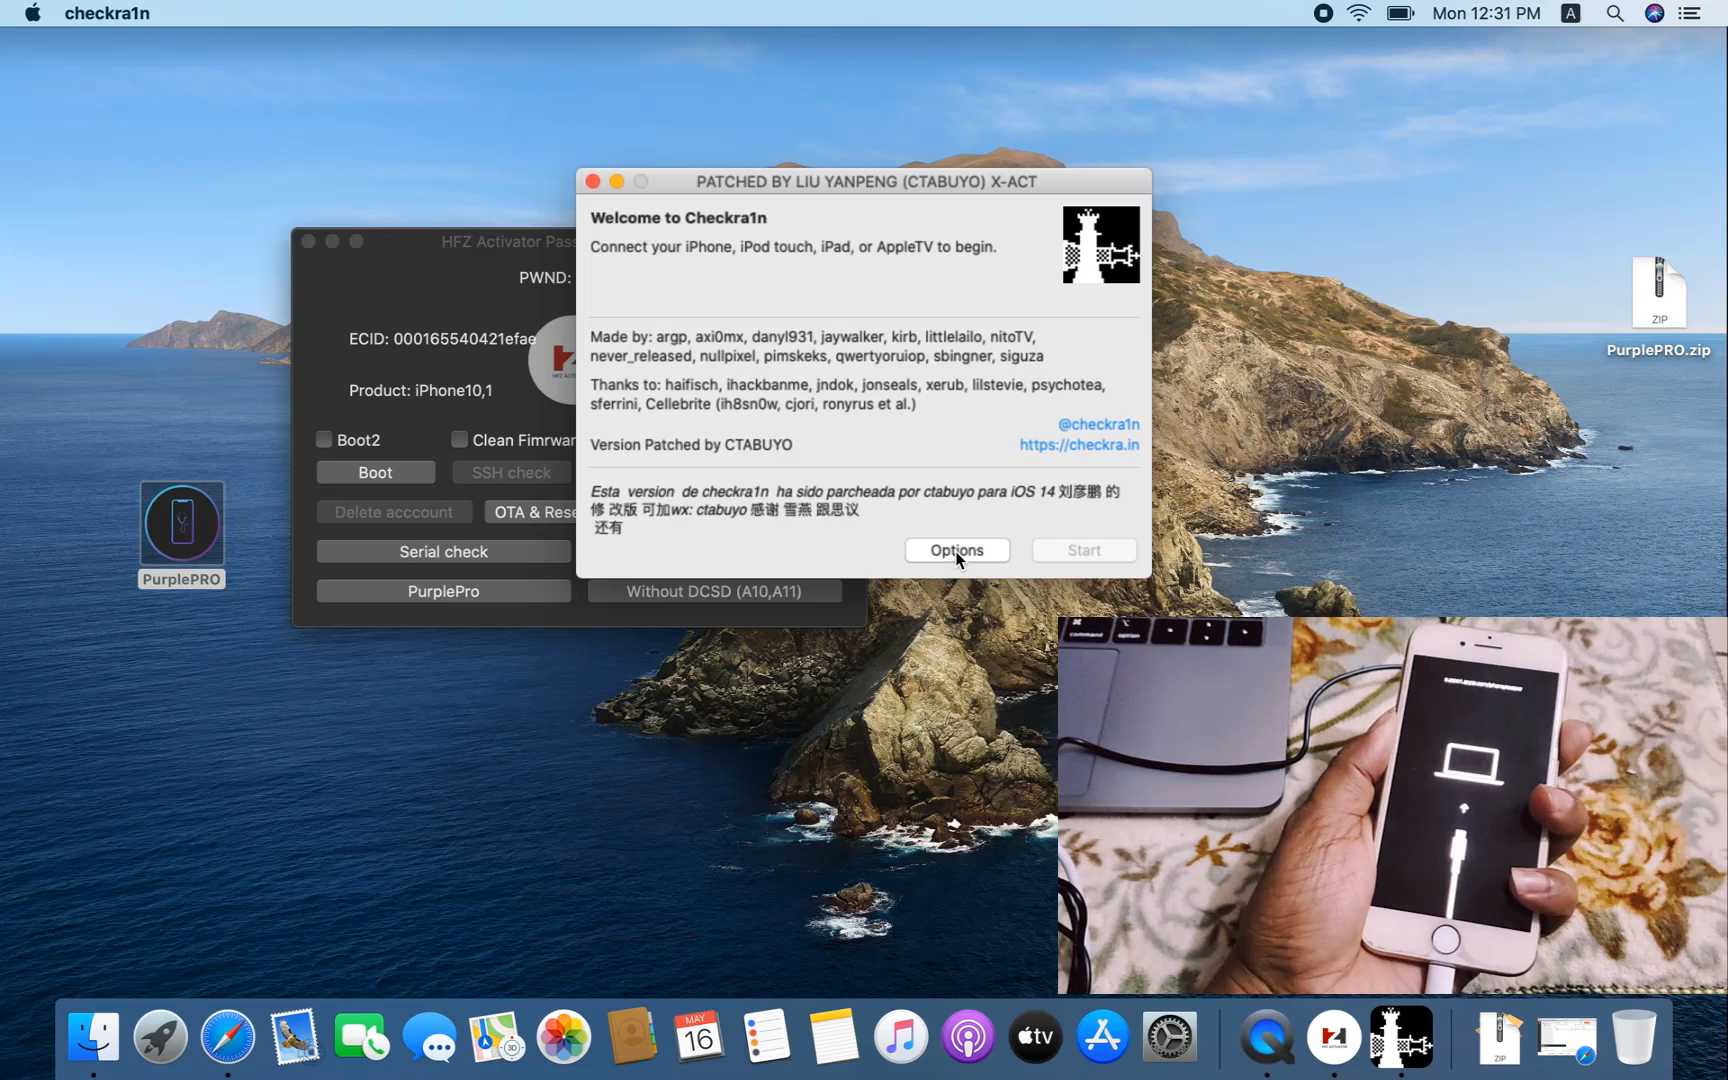 checkra1n
Mon 12:31 PM
A
PATCHED BY LIU YANPENG (CTABUYO) X-ACT
Welcome to Checkra1n
Connect your iPhone, iPod touch, iPad, or AppleTV to begin.
Made by: argp, axi0mx, danyl931, jaywalker, kirb, littlelailo, nitoTV,
never_released, nullpixel, pimskeks, qwertyoruiop, sbingner, siguza
Thanks to: haifisch, ihackbanme, jndok, jonseals, xerub, lilstevie, psychotea,
sferrini, Cellebrite (ih8sn0w, cjori, ronyrus et al.)
@checkra1n
Version Patched by CTABUYO
https://checkra.in
Esta version de checkra1n ha sido parcheada por ctabuyo para iOS 14 刘彦鹏 的
修 改版 可加wx: ctabuyo 感谢 雪燕 跟思议
还有
Options
Start
HFZ Activator Pass
PWND:
ECID: 000165540421efae
Product: iPhone10,1
Boot2
Clean Fimrwar
Boot
SSH check
Delete acccount
OTA & Rese
Serial check
PurplePro
Without DCSD (A10,A11)
PurplePRO
ZIP
PurplePRO.zip
command
option
MAY
16
3D
tv
ZIP